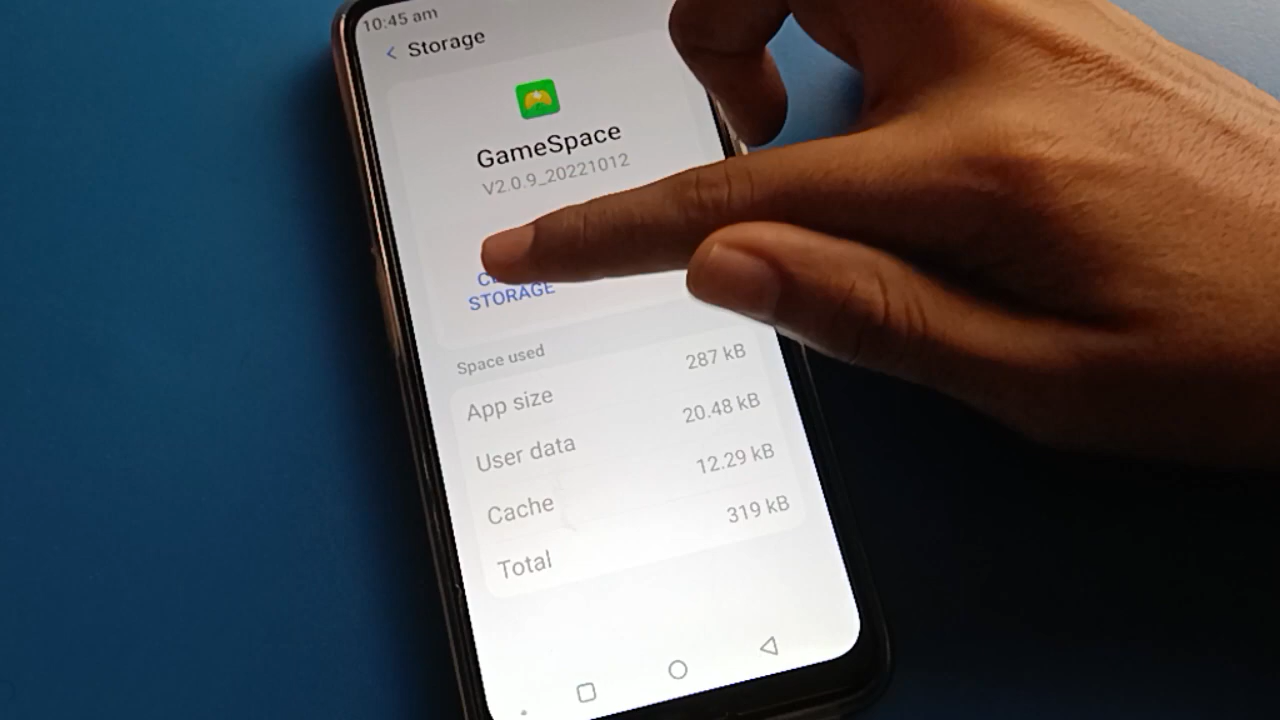 10:45 am
< Storage
GameSpace
V2.0.9_20221012
STORAGE
Space used
App size 287 kB
User data 20.48 kB
Cache 12.29 kB
Total 319 kB